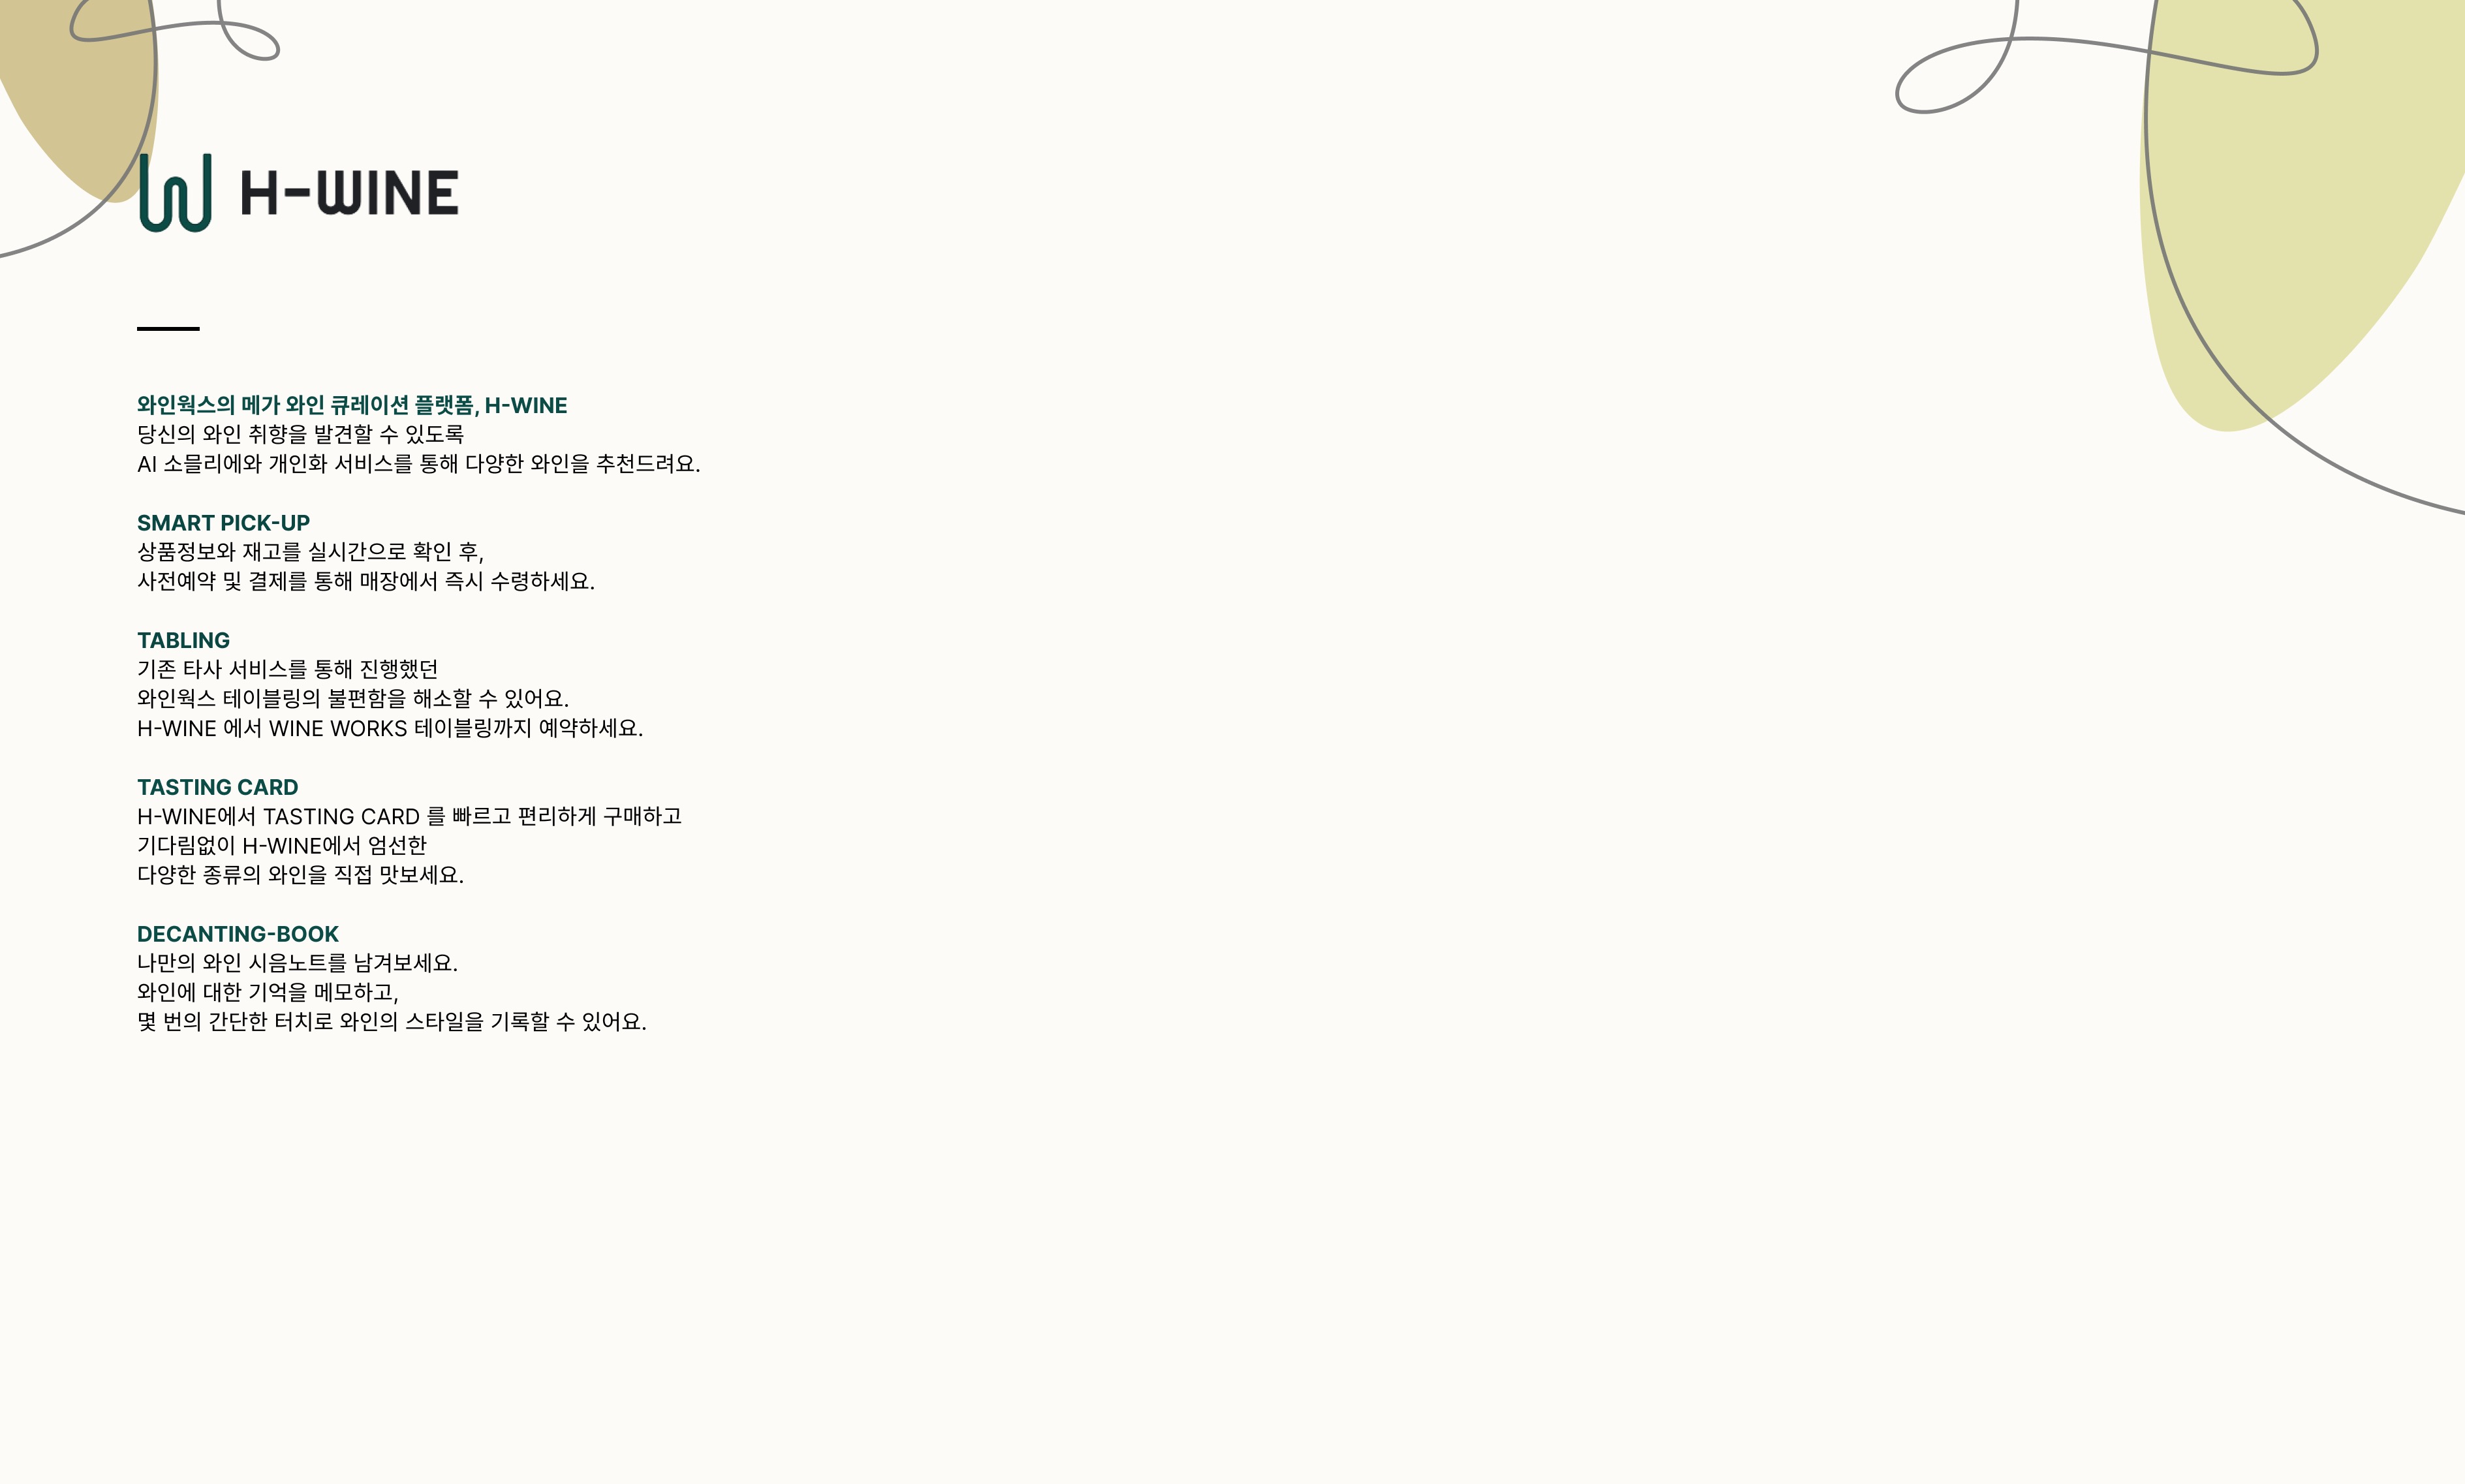 H-WINE
와인웍스의 메가 와인 큐레이션 플랫폼, H-WINE
당신의 와인 취향을 발견할 수 있도록
AI 소믈리에와 개인화 서비스를 통해 다양한 와인을 추천드려요.
SMART PICK-UP
상품정보와 재고를 실시간으로 확인 후,
사전예약 및 결제를 통해 매장에서 즉시 수령하세요.
TABLING
기존 타사 서비스를 통해 진행했던
와인웍스 테이블링의 불편함을 해소할 수 있어요.
H-WINE 에서 WINE WORKS 테이블링까지 예약하세요.
TASTING CARD
H-WINE에서 TASTING CARD 를 빠르고 편리하게 구매하고
기다림없이 H-WINE에서 엄선한
다양한 종류의 와인을 직접 맛보세요.
DECANTING-BOOK
나만의 와인 시음노트를 남겨보세요.
와인에 대한 기억을 메모하고,
몇 번의 간단한 터치로 와인의 스타일을 기록할 수 있어요.